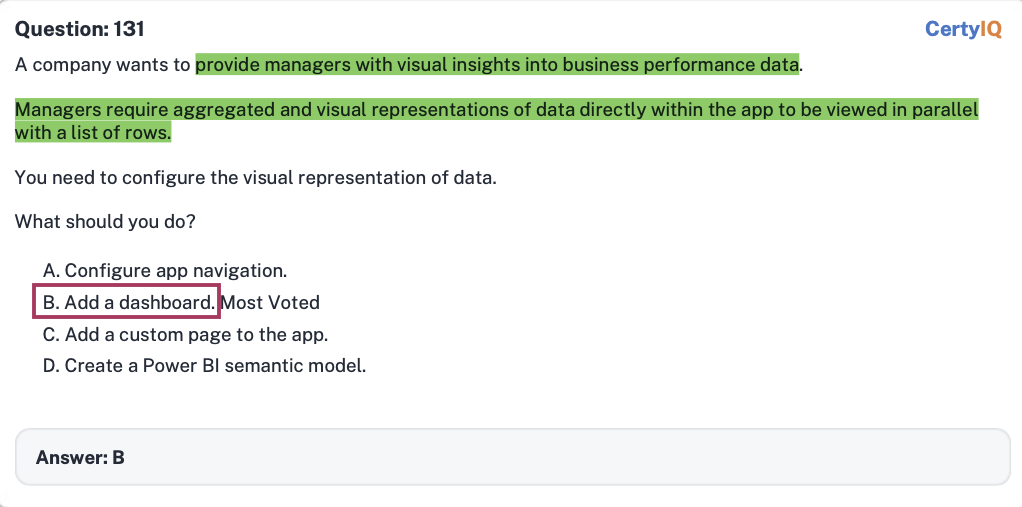 Question: 131
CertyIQ
A company wants to provide managers with visual insights into business performance data.
Managers require aggregated and visual representations of data directly within the app to be viewed in parallel
with a list of rows.
You need to configure the visual representation of data.
What should you do?
A. Configure app navigation.
B. Add a dashboard. Most Voted
C. Add a custom page to the app.
D. Create a Power BI semantic model.
Answer: B